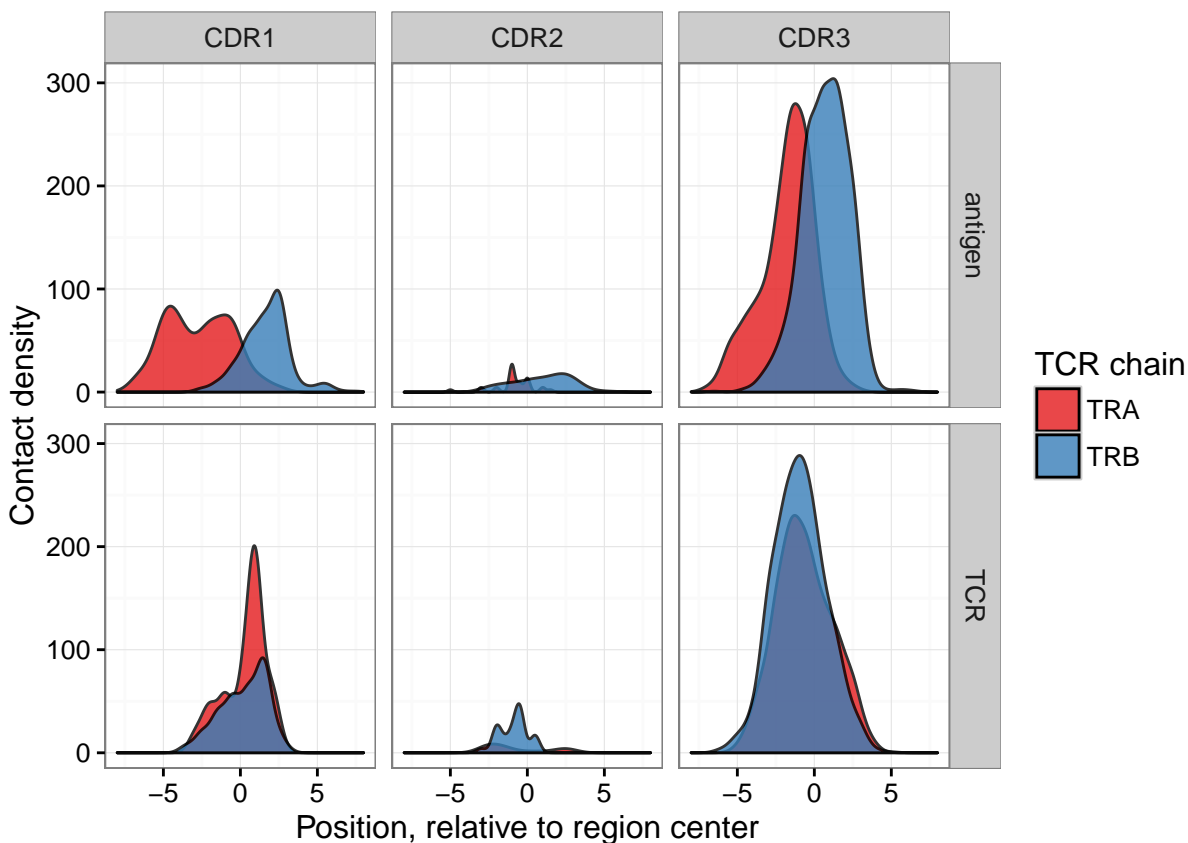 CDR1 CDR2 CDR3
300
200
100
0
antigen
Contact density
300
200
100
0
TCR
−5 0 5 −5 0 5 −5 0 5
Position, relative to region center
TCR chain
TRA
TRB